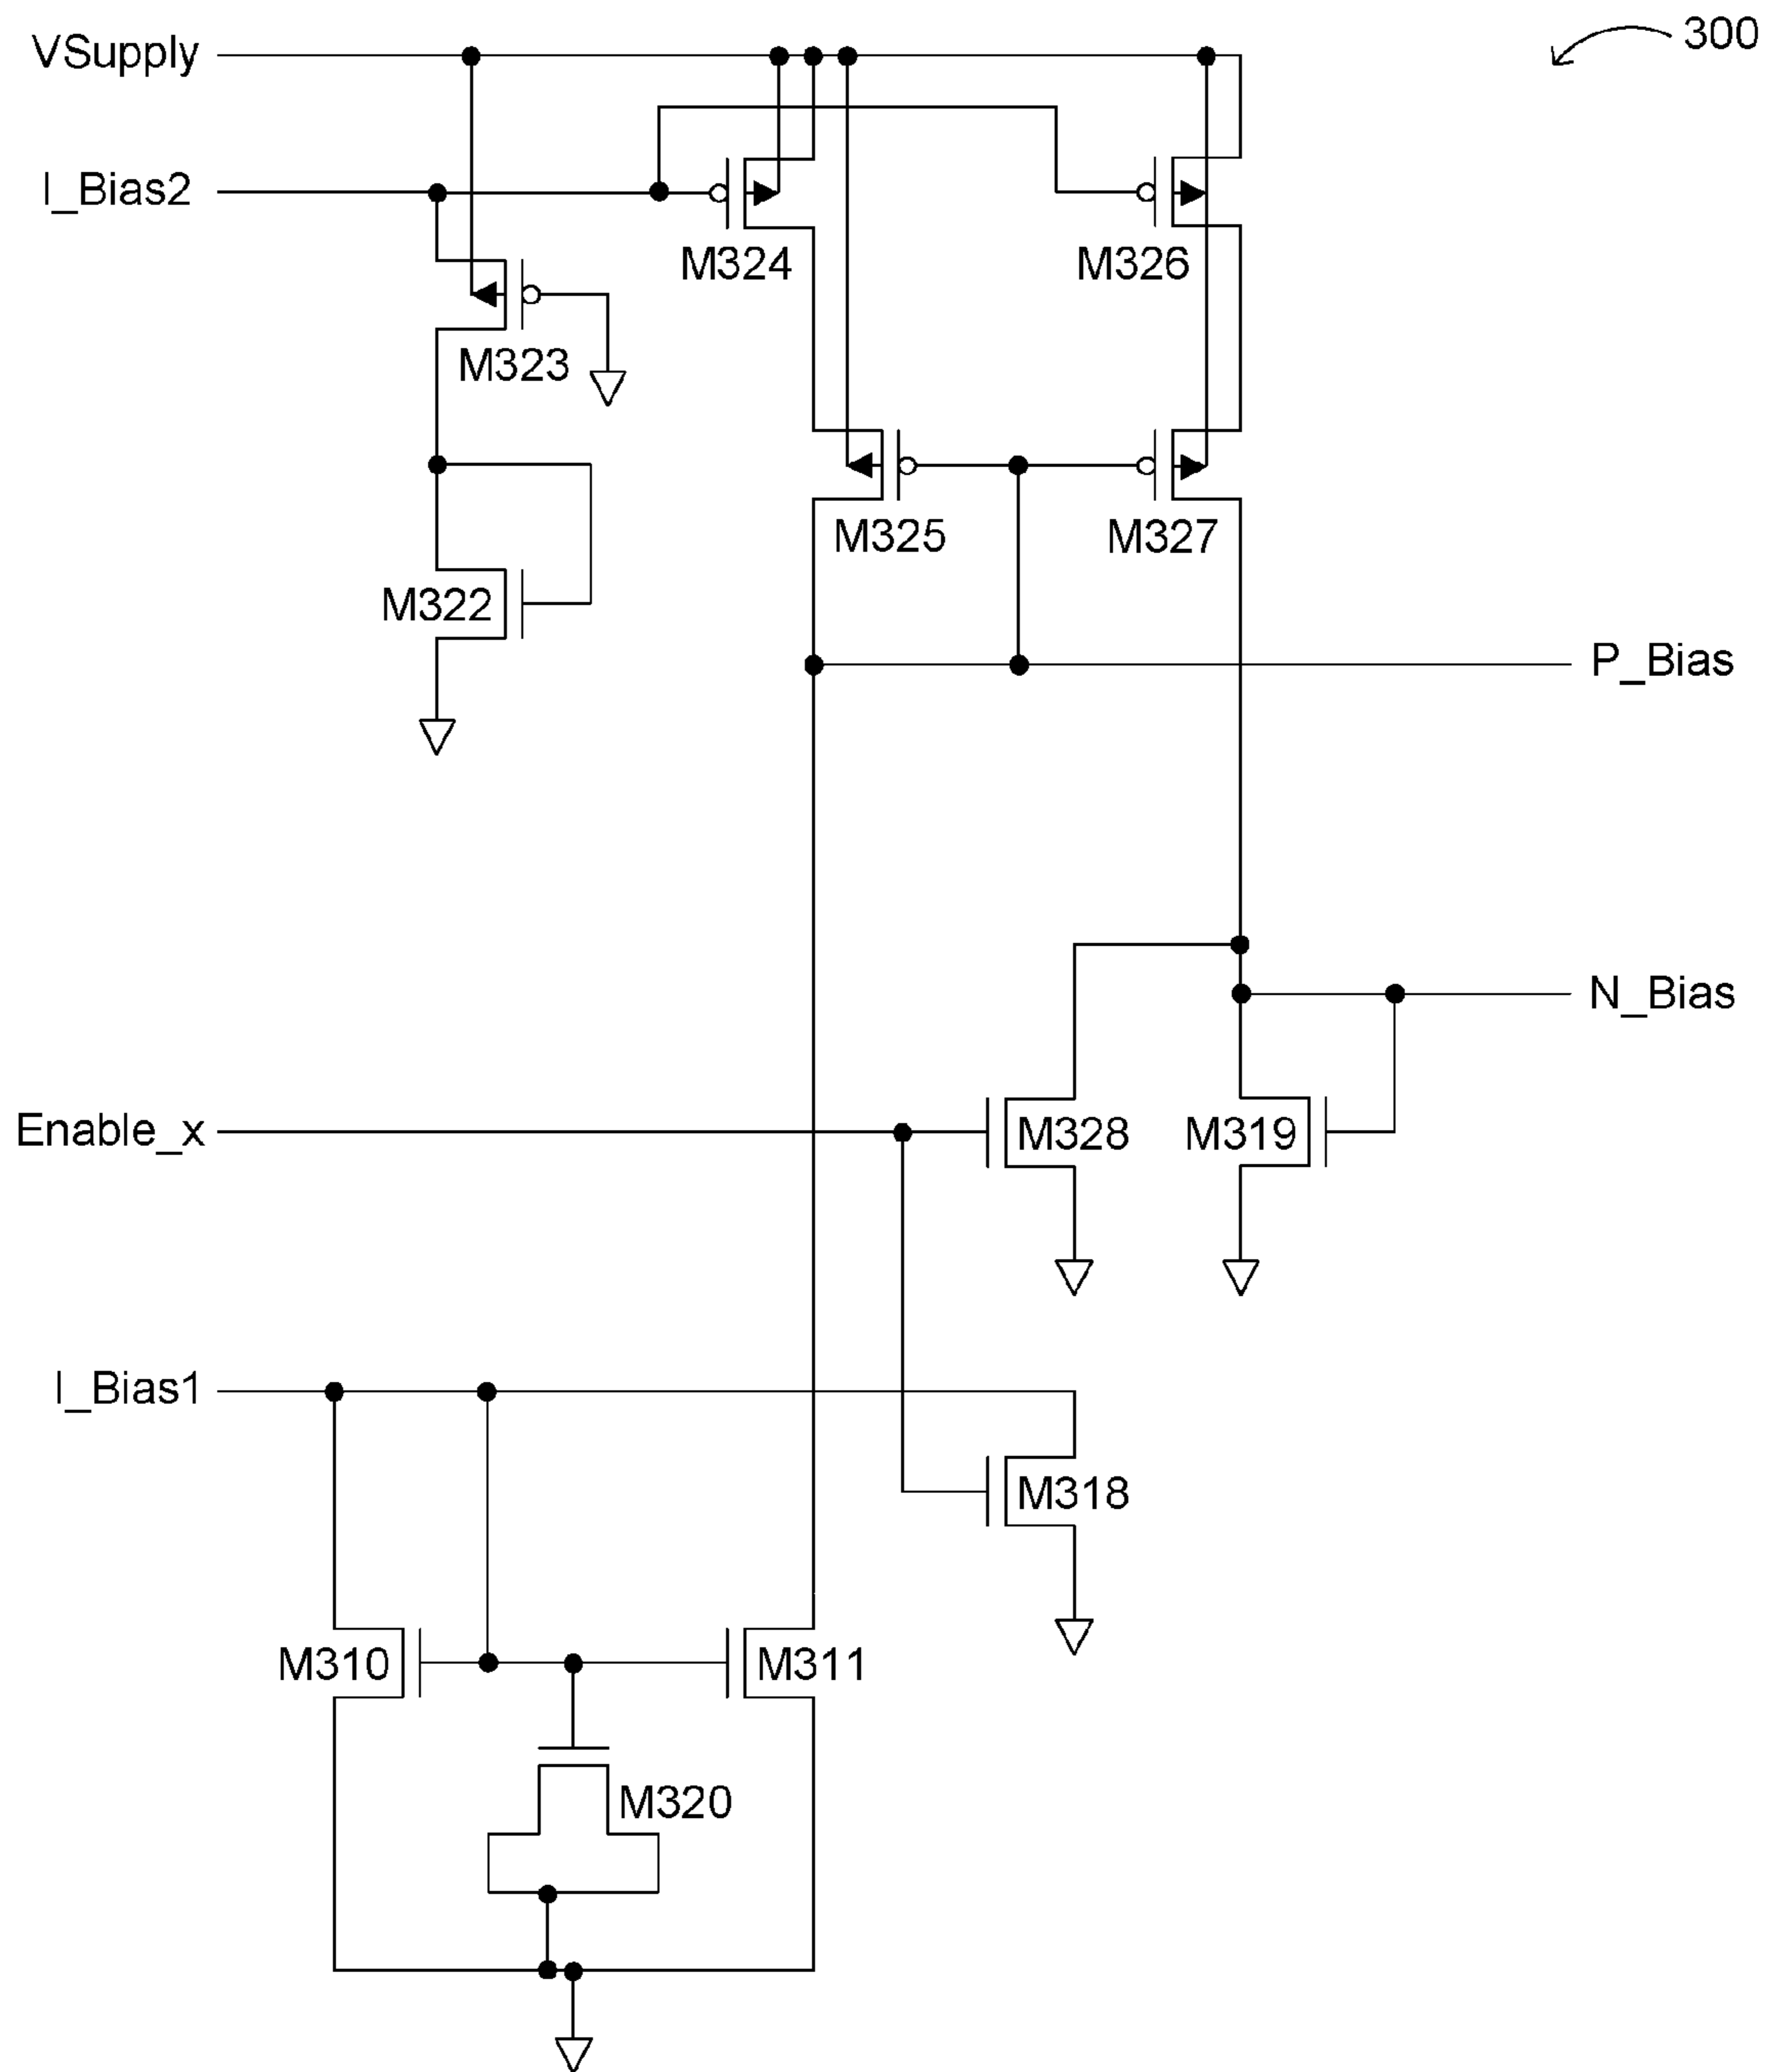 300
VSupply
I_Bias2
M324
M326
M323
M325
M327
M322
P_Bias
N_Bias
Enable_x
M328
M319
I_Bias1
M318
M310
M311
M320